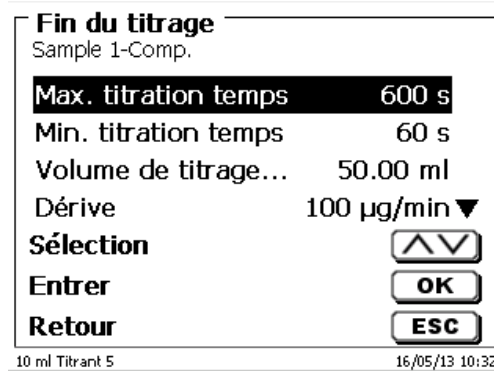 Fin du titrage
Sample 1-Comp.
Max. titration temps 600 s
Min. titration temps 60 s
Volume de titrage... 50.00 ml
Dérive 100 µg/min▼
Sélection
Entrer OK
Retour ESC
10 ml Titrant 5 16/05/13 10:32